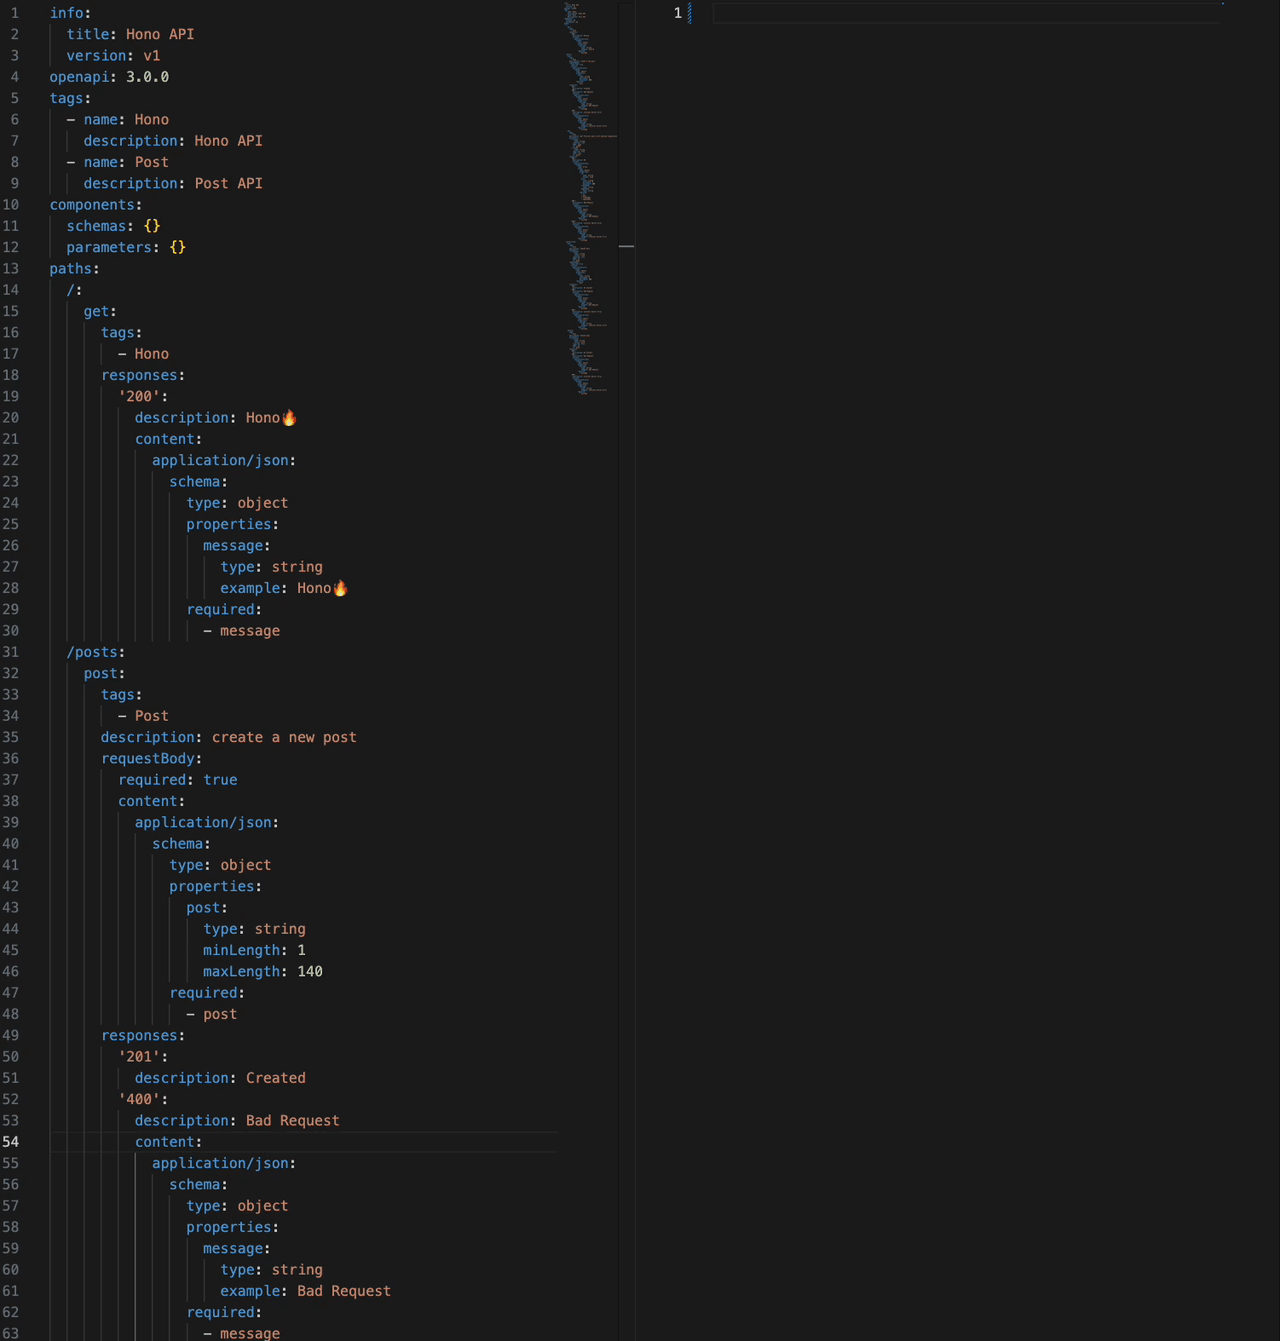 1 info:
2   title: Hono API
3   version: v1
4 openapi: 3.0.0
5 tags:
6   - name: Hono
7     description: Hono API
8   - name: Post
9     description: Post API
10 components:
11   schemas: {}
12   parameters: {}
13 paths:
14   /:
15     get:
16       tags:
17         - Hono
18       responses:
19         '200':
20           description: Hono🔥
21           content:
22             application/json:
23               schema:
24                 type: object
25                 properties:
26                   message:
27                     type: string
28                     example: Hono🔥
29                 required:
30                   - message
31   /posts:
32     post:
33       tags:
34         - Post
35       description: create a new post
36       requestBody:
37         required: true
38         content:
39           application/json:
40             schema:
41               type: object
42               properties:
43                 post:
44                   type: string
45                   minLength: 1
46                   maxLength: 140
47               required:
48                 - post
49       responses:
50         '201':
51           description: Created
52         '400':
53           description: Bad Request
54           content:
55             application/json:
56               schema:
57                 type: object
58                 properties:
59                   message:
60                     type: string
61                     example: Bad Request
62                 required:
63                   - message
1